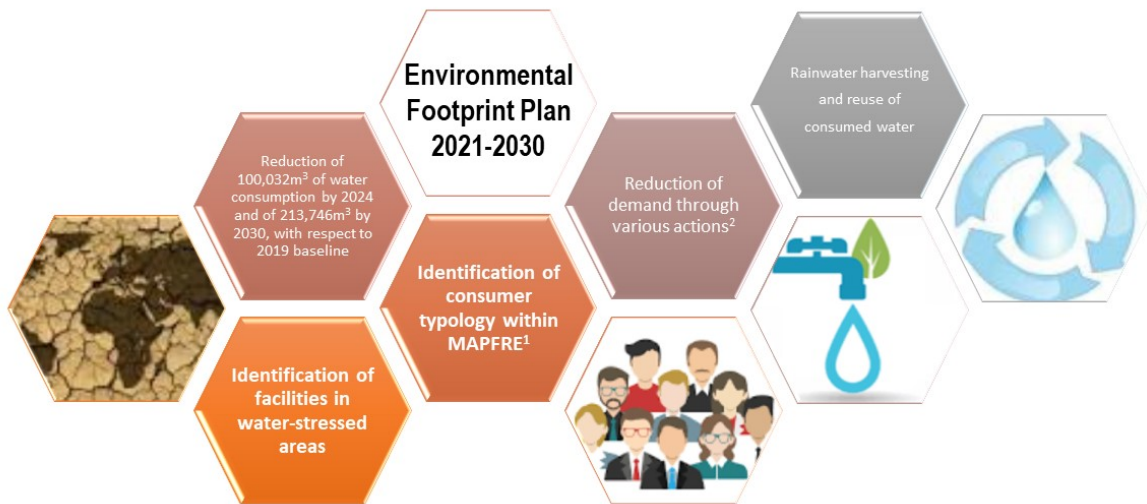 Environmental
Footprint Plan
2021-2030
Rainwater harvesting
and reuse of
consumed water
Reduction of
100,032m³ of water
consumption by 2024
and of 213,746m³ by
2030, with respect to
2019 baseline
Reduction of
demand through
various actions²
Identification of
consumer
typology within
MAPFRE¹
Identification of
facilities in
water-stressed
areas